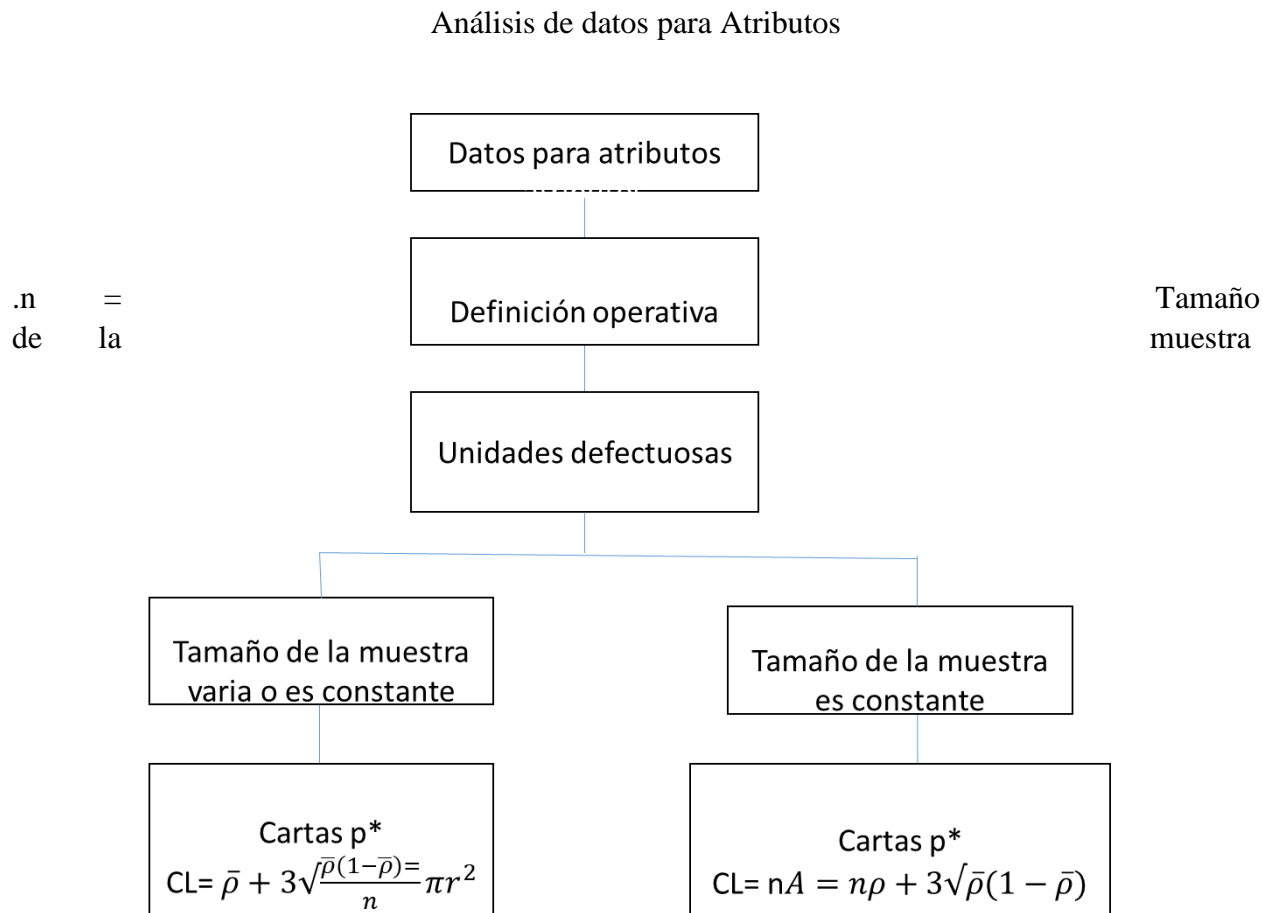 Análisis de datos para Atributos
Datos para atributos
.n = Tamaño
de la muestra
Definición operativa
Unidades defectuosas
Tamaño de la muestra
varia o es constante
Tamaño de la muestra
es constante
Cartas p*
CL= ρ̅ + 3√(ρ̅(1−ρ̅)=)/n πr²
Cartas p*
CL= nA = nρ + 3√ρ̅(1 − ρ̅)